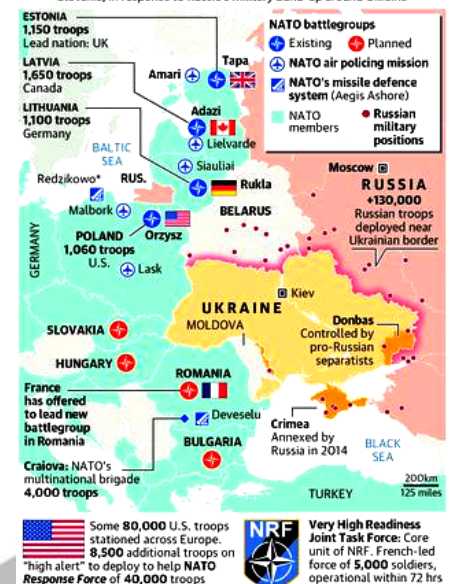 ESTONIA
1,150 troops
Lead nation: UK
LATVIA
1,650 troops
Canada
LITHUANIA
1,100 troops
Germany
NATO battlegroups
Existing
Planned
NATO air policing mission
NATO's missile defence
system (Aegis Ashore)
NATO
members
Russian
military
positions
Tapa
Amari
Adazi
Lielvarde
BALTIC
SEA
Siauliai
Redzikowo*
RUS.
Rukla
Malbork
BELARUS
Moscow
RUSSIA
+130,000
Russian troops
deployed near
Ukrainian border
POLAND
1,060 troops
U.S.
Orzysz
GERMANY
Lask
Kiev
UKRAINE
MOLDOVA
Donbas
Controlled by
pro-Russian
separatists
SLOVAKIA
HUNGARY
ROMANIA
France
has offered
to lead new
battlegroup
in Romania
Deveselu
BULGARIA
Crimea
Annexed by
Russia in 2014
BLACK
SEA
Craiova: NATO's
multinational brigade
4,000 troops
200km
125 miles
TURKEY
Some 80,000 U.S. troops
stationed across Europe.
8,500 additional troops on
"high alert" to deploy to help NATO
Response Force of 40,000 troops
NRF
Very High Readiness
Joint Task Force: Core
unit of NRF. French-led
force of 5,000 soldiers,
operational within 72 hrs